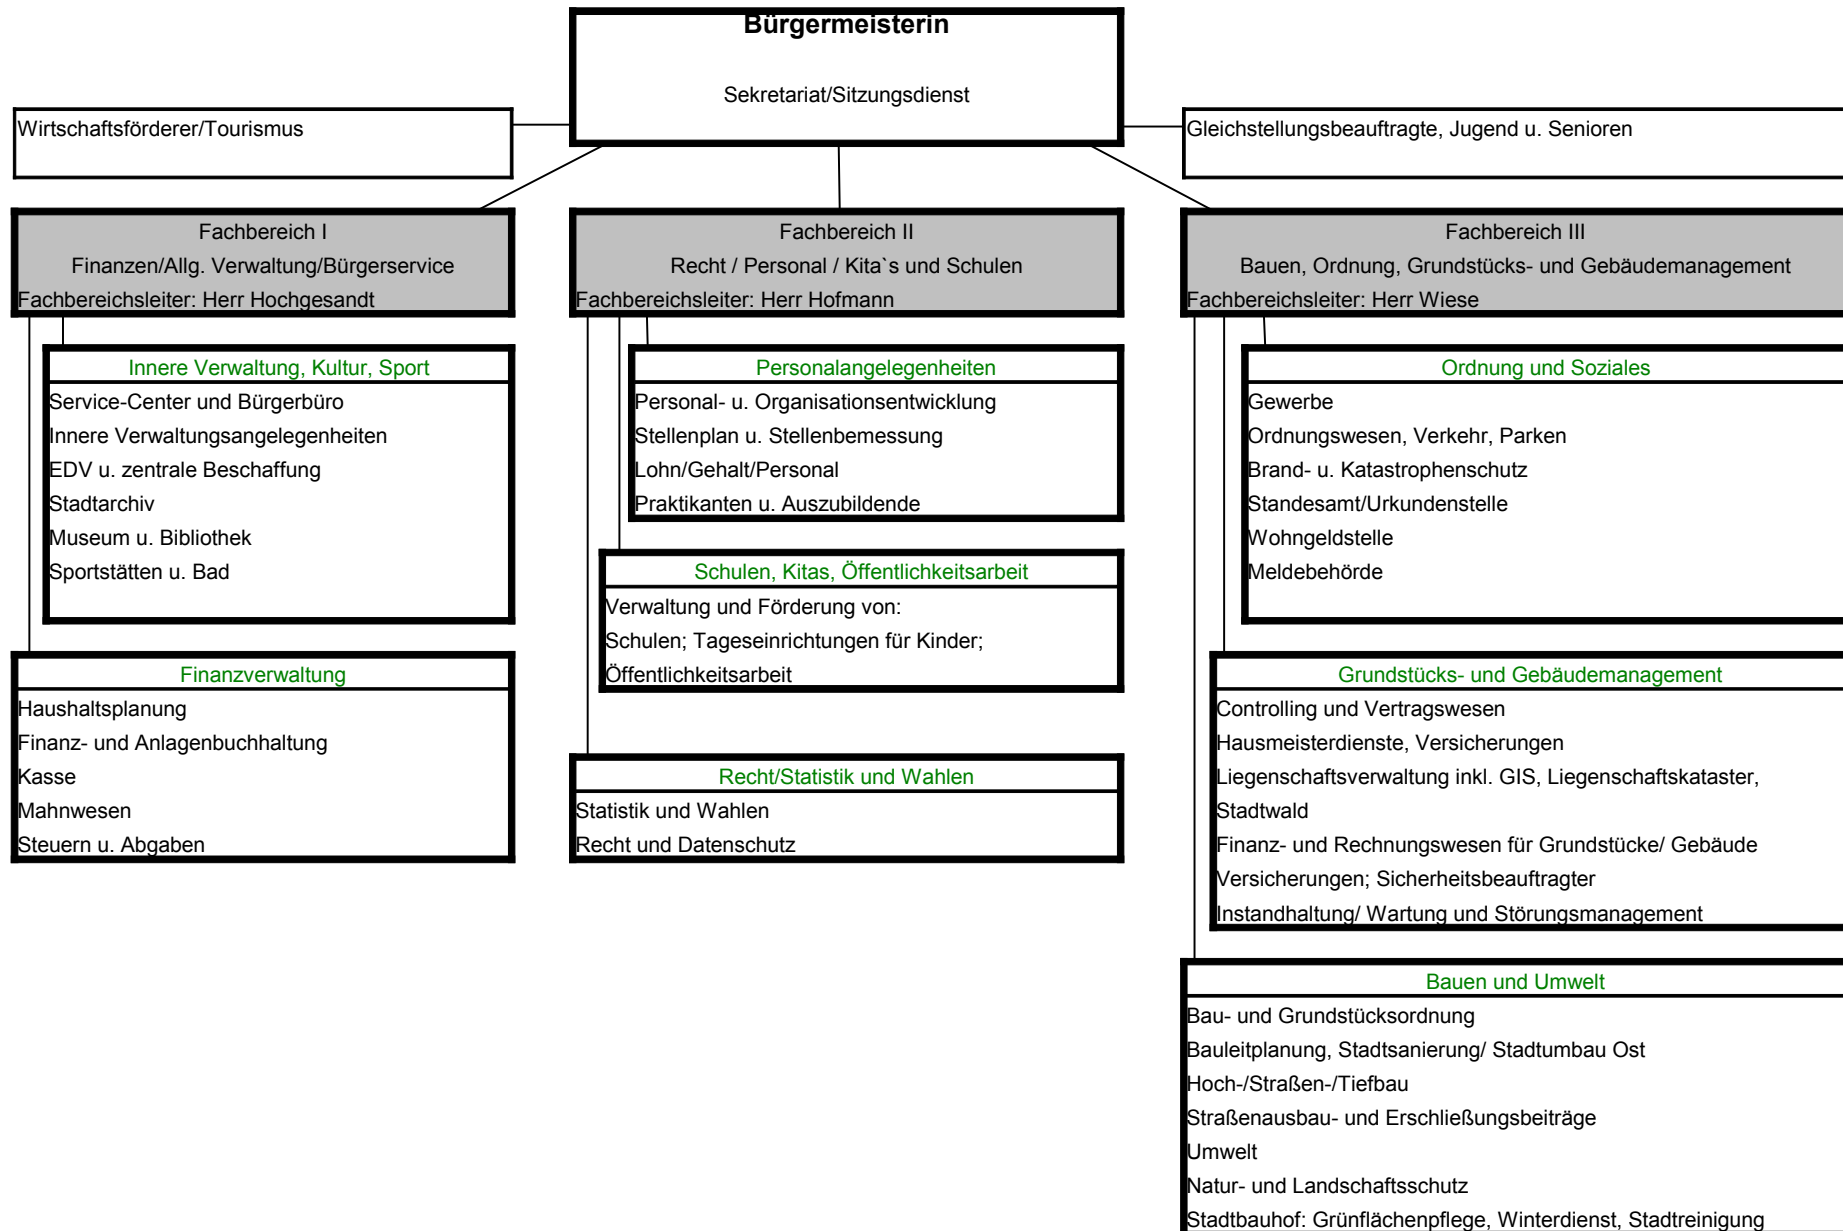 Bürgermeisterin
Sekretariat/Sitzungsdienst
Wirtschaftsförderer/Tourismus
Gleichstellungsbeauftragte, Jugend u. Senioren
Fachbereich I
Finanzen/Allg. Verwaltung/Bürgerservice
Fachbereichsleiter: Herr Hochgesandt
Innere Verwaltung, Kultur, Sport
Service-Center und Bürgerbüro
Innere Verwaltungsangelegenheiten
EDV u. zentrale Beschaffung
Stadtarchiv
Museum u. Bibliothek
Sportstätten u. Bad
Finanzverwaltung
Haushaltsplanung
Finanz- und Anlagenbuchhaltung
Kasse
Mahnwesen
Steuern u. Abgaben
Fachbereich II
Recht / Personal / Kita`s und Schulen
Fachbereichsleiter: Herr Hofmann
Personalangelegenheiten
Personal- u. Organisationsentwicklung
Stellenplan u. Stellenbemessung
Lohn/Gehalt/Personal
Praktikanten u. Auszubildende
Schulen, Kitas, Öffentlichkeitsarbeit
Verwaltung und Förderung von:
Schulen; Tageseinrichtungen für Kinder;
Öffentlichkeitsarbeit
Recht/Statistik und Wahlen
Statistik und Wahlen
Recht und Datenschutz
Fachbereich III
Bauen, Ordnung, Grundstücks- und Gebäudemanagement
Fachbereichsleiter: Herr Wiese
Ordnung und Soziales
Gewerbe
Ordnungswesen, Verkehr, Parken
Brand- u. Katastrophenschutz
Standesamt/Urkundenstelle
Wohngeldstelle
Meldebehörde
Grundstücks- und Gebäudemanagement
Controlling und Vertragswesen
Hausmeisterdienste, Versicherungen
Liegenschaftsverwaltung inkl. GIS, Liegenschaftskataster,
Stadtwald
Finanz- und Rechnungswesen für Grundstücke/ Gebäude
Versicherungen; Sicherheitsbeauftragter
Instandhaltung/ Wartung und Störungsmanagement
Bauen und Umwelt
Bau- und Grundstücksordnung
Bauleitplanung, Stadtsanierung/ Stadtumbau Ost
Hoch-/Straßen-/Tiefbau
Straßenausbau- und Erschließungsbeiträge
Umwelt
Natur- und Landschaftsschutz
Stadtbauhof: Grünflächenpflege, Winterdienst, Stadtreinigung